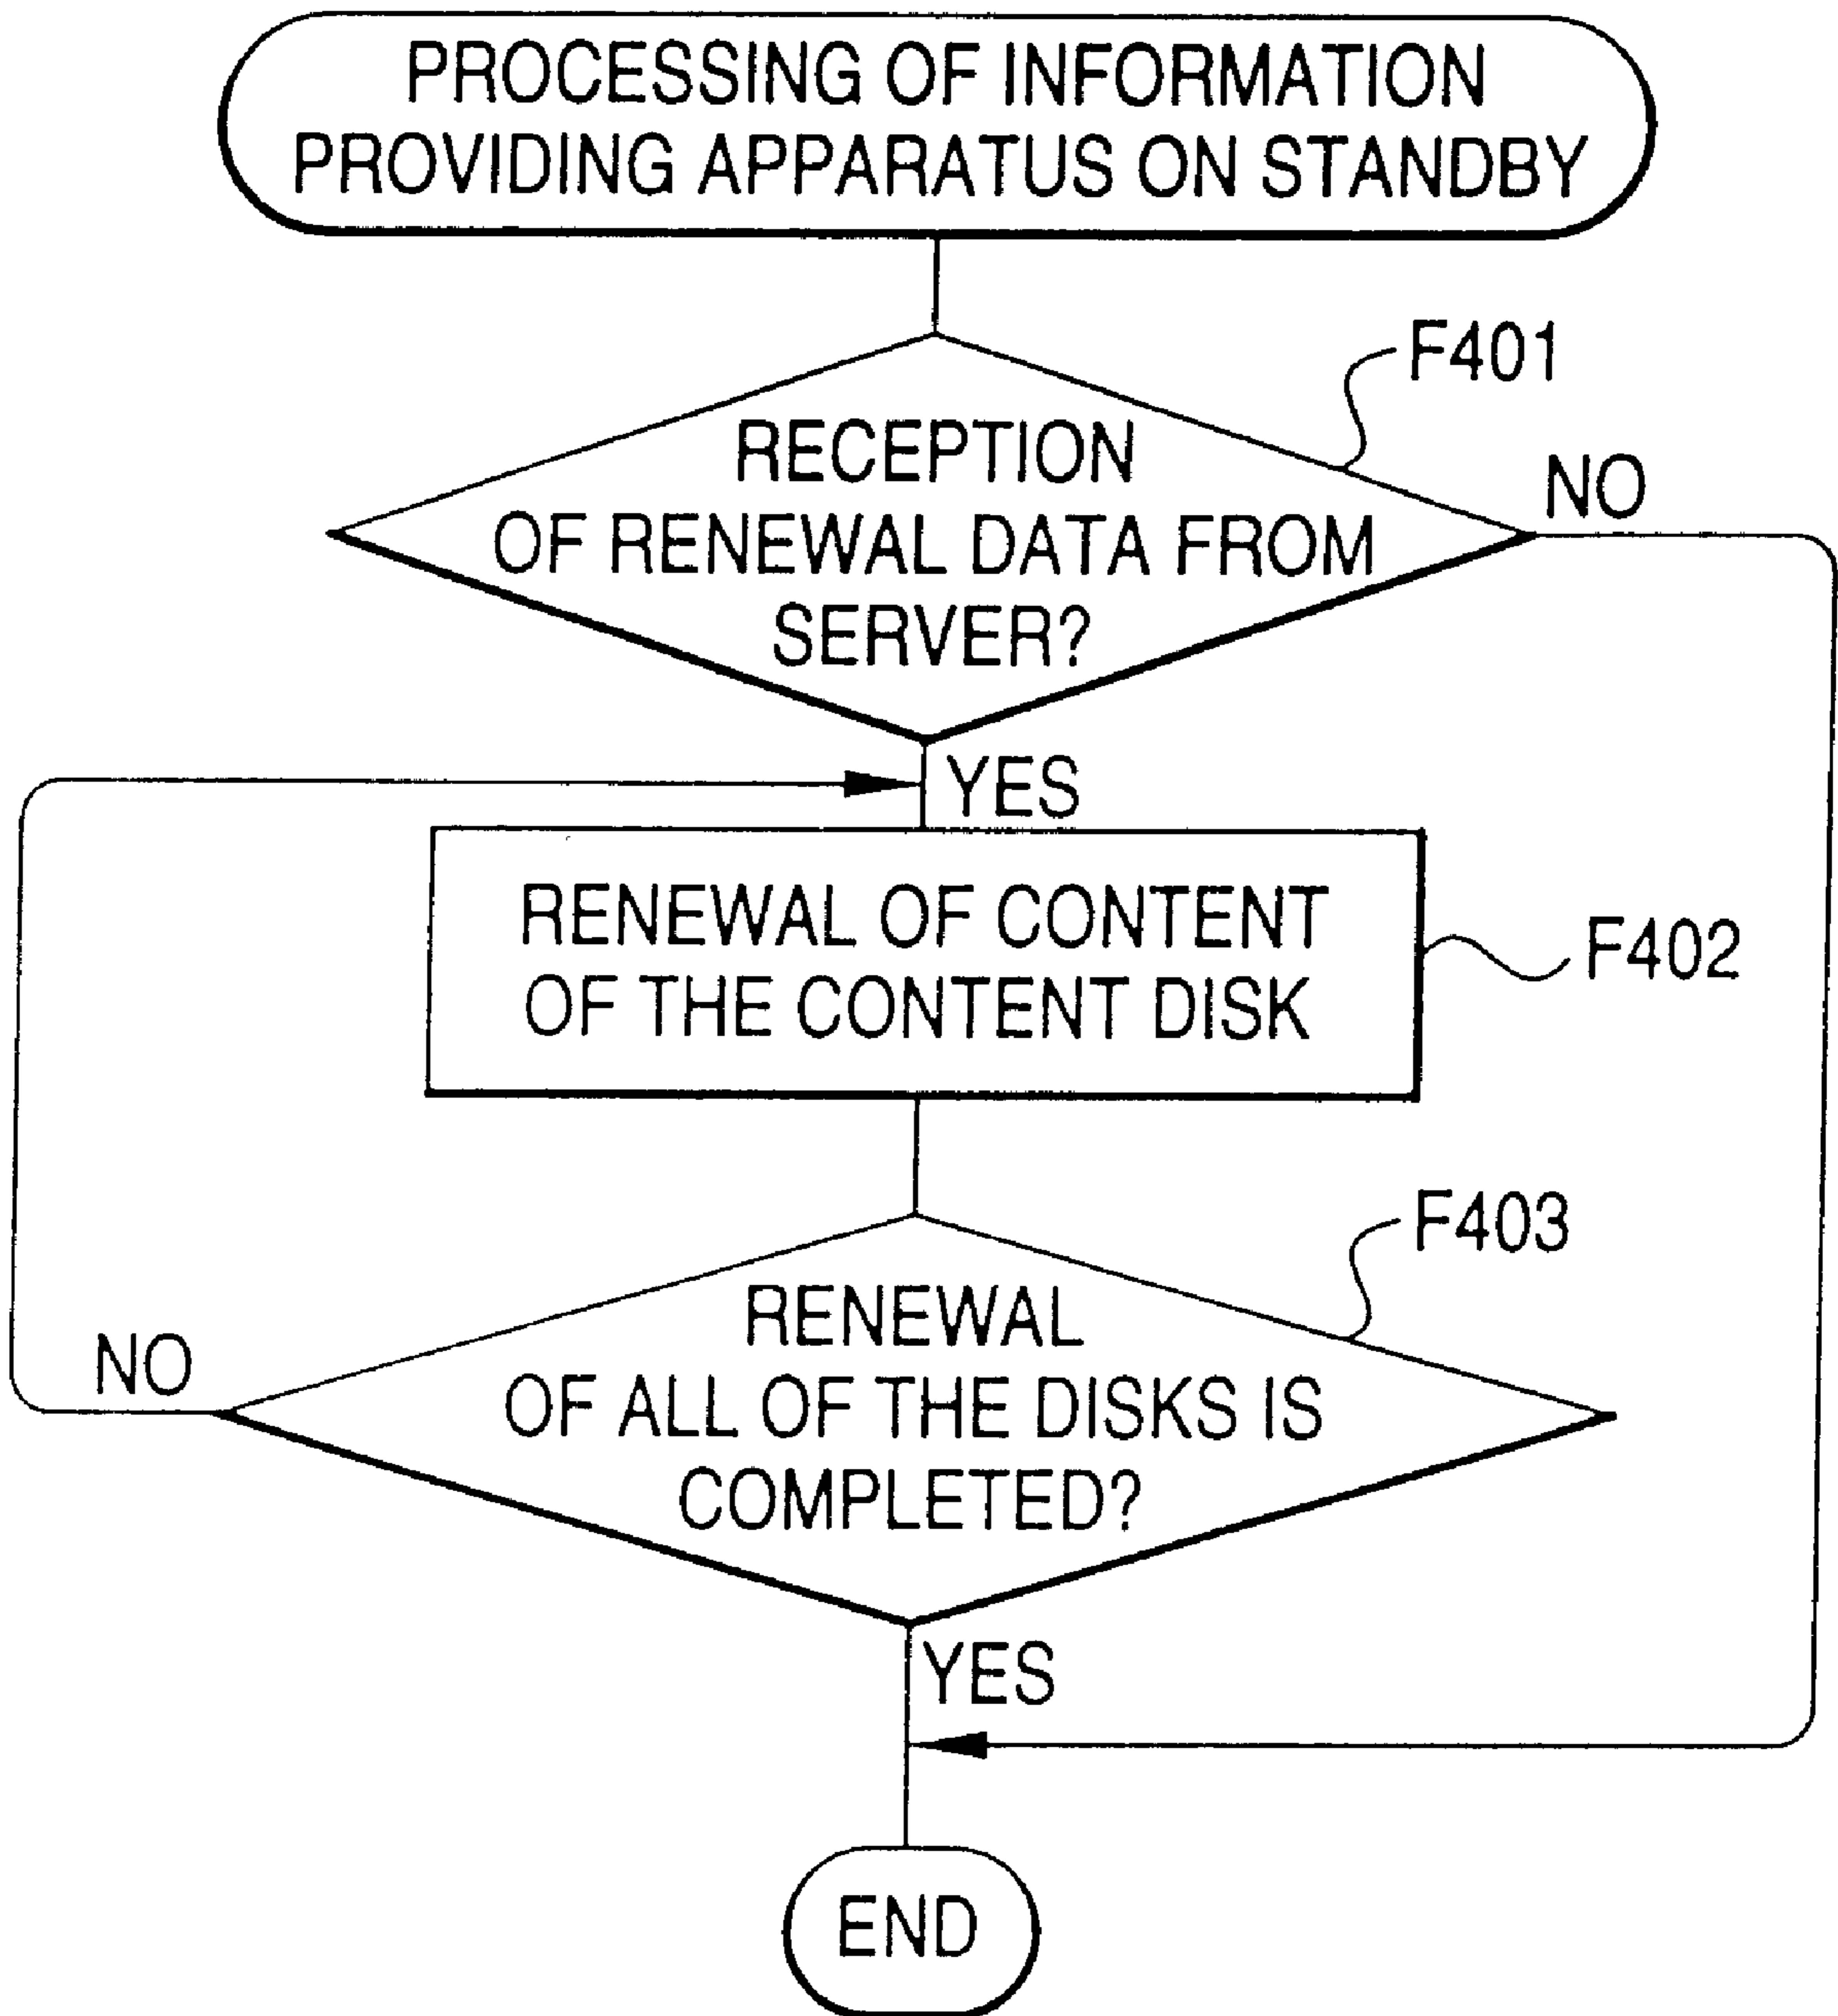 PROCESSING OF INFORMATION
PROVIDING APPARATUS ON STANDBY
F401
RECEPTION
OF RENEWAL DATA FROM
SERVER?
NO
YES
RENEWAL OF CONTENT
OF THE CONTENT DISK
F402
F403
RENEWAL
OF ALL OF THE DISKS IS
COMPLETED?
NO
YES
END